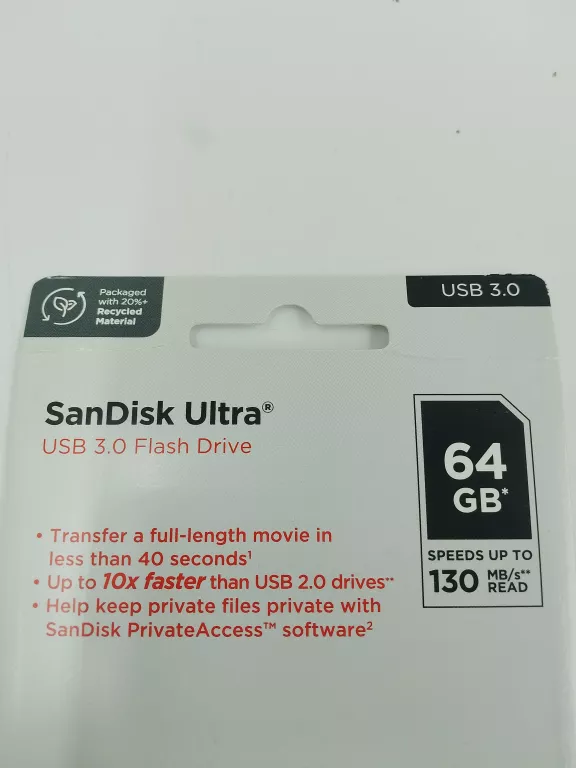 Packaged
with 20%+
Recycled
Material
USB 3.0
SanDisk Ultra®
USB 3.0 Flash Drive
64
GB*
SPEEDS UP TO
130 MB/s** READ
• Transfer a full-length movie in
less than 40 seconds¹
• Up to 10x faster than USB 2.0 drives**
• Help keep private files private with
SanDisk PrivateAccess™ software²